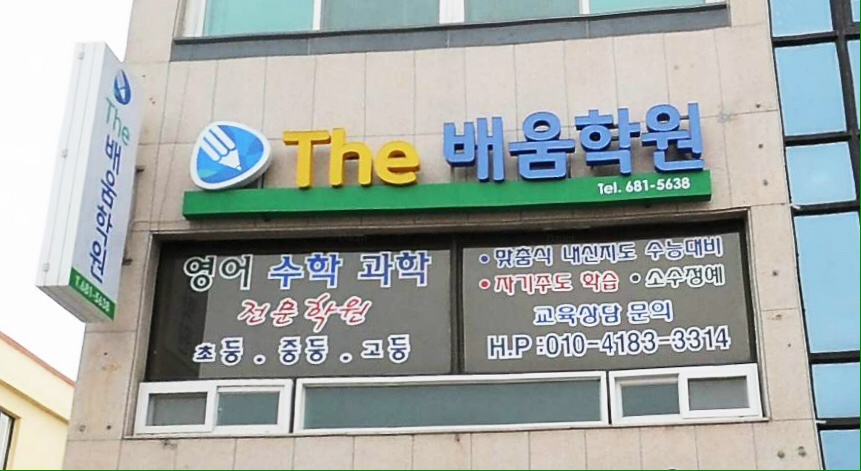 The 배움학원
Tel. 681-5638
The 배움학원
T.681-5638
영어 수학 과학
전문학원
초등 . 중등 . 고등
• 맞춤식 내신지도 수능대비
• 자기주도 학습 • 소수정예
교육상담 문의
H.P :010-4183-3314